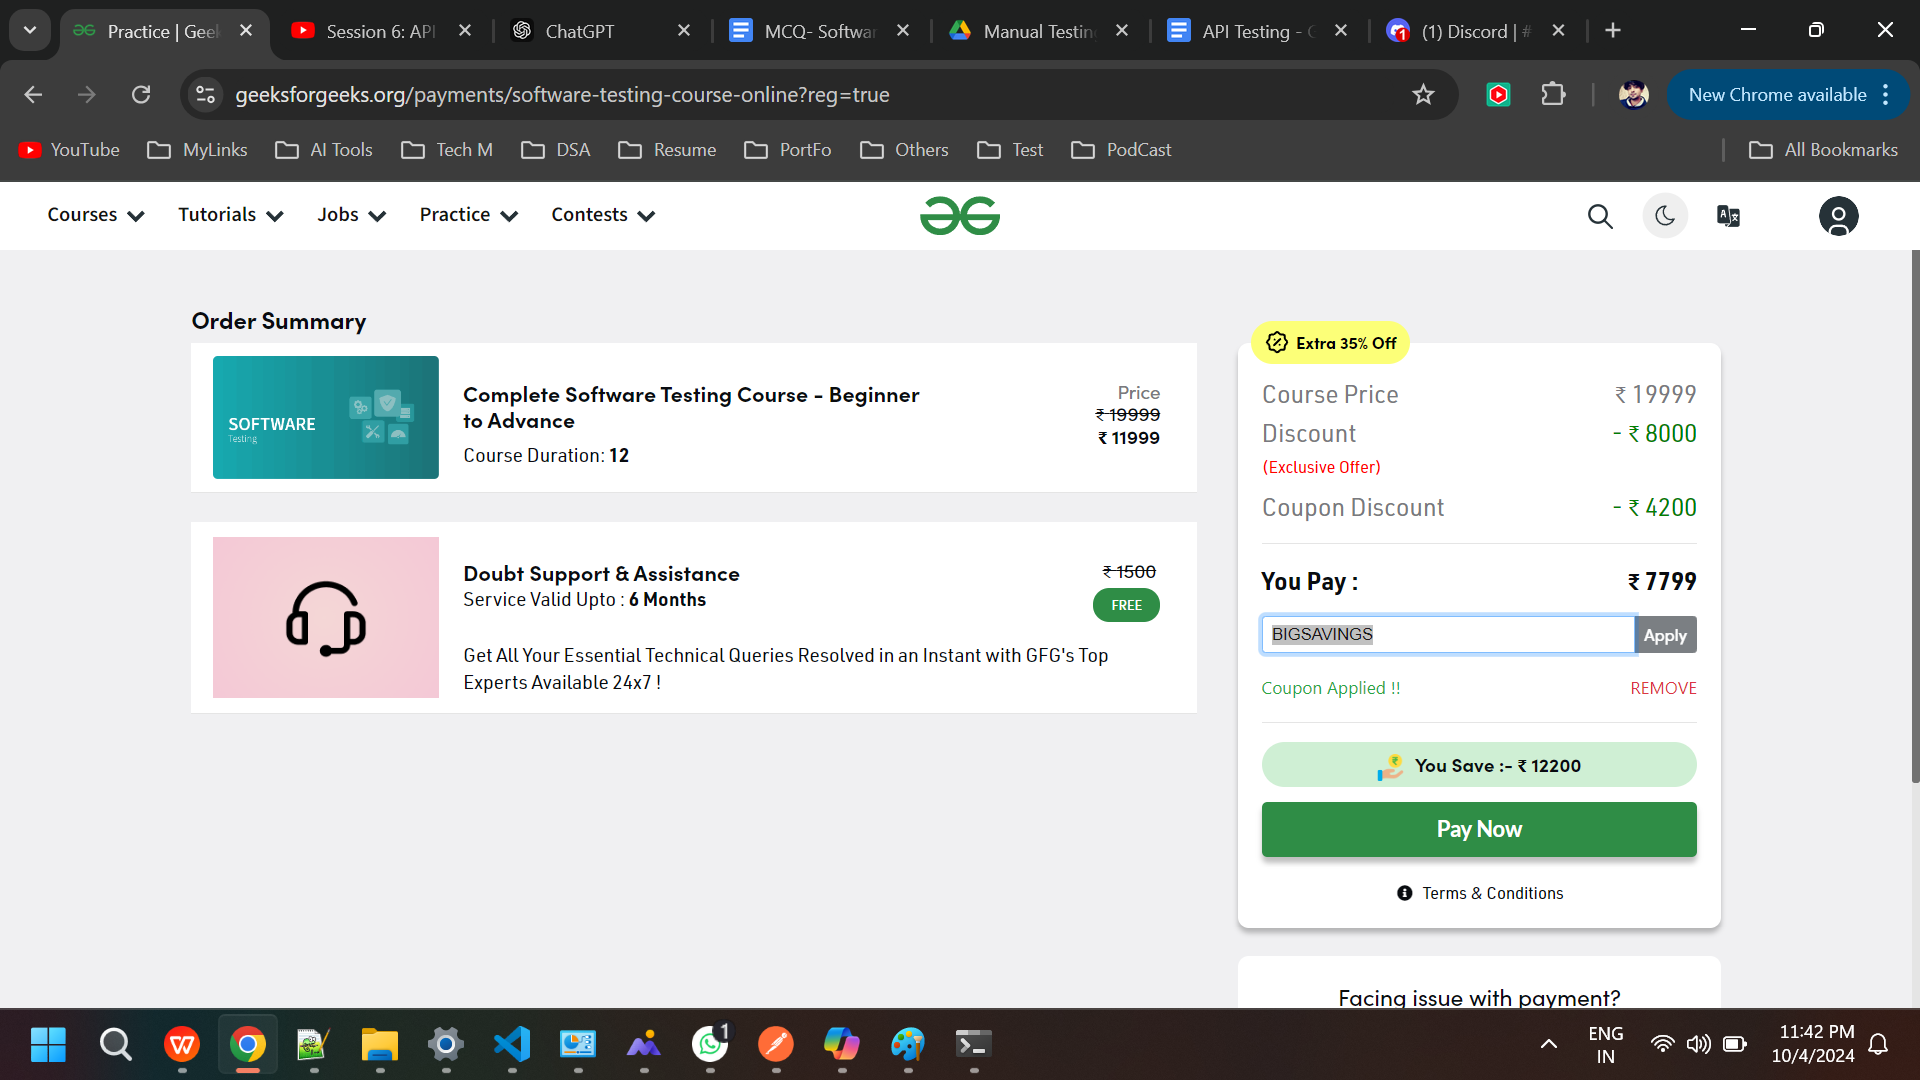 Practice | Geek
Session 6: API
ChatGPT
MCQ- Softwar
Manual Testin
API Testing - G
(1) Discord | #
geeksforgeeks.org/payments/software-testing-course-online?reg=true
New Chrome available
YouTube
MyLinks
AI Tools
Tech M
DSA
Resume
PortFo
Others
Test
PodCast
All Bookmarks
Courses
Tutorials
Jobs
Practice
Contests
Order Summary
SOFTWARE
Testing
Complete Software Testing Course - Beginner
to Advance
Course Duration: 12
Price
₹ 19999
₹ 11999
Doubt Support & Assistance
Service Valid Upto : 6 Months
₹ 1500
FREE
Get All Your Essential Technical Queries Resolved in an Instant with GFG's Top
Experts Available 24x7 !
Extra 35% Off
Course Price ₹ 19999
Discount - ₹ 8000
(Exclusive Offer)
Coupon Discount - ₹ 4200
You Pay : ₹ 7799
BIGSAVINGS Apply
Coupon Applied !! REMOVE
You Save :- ₹ 12200
Pay Now
Terms & Conditions
Facing issue with payment?
1
ENG
IN
11:42 PM
10/4/2024